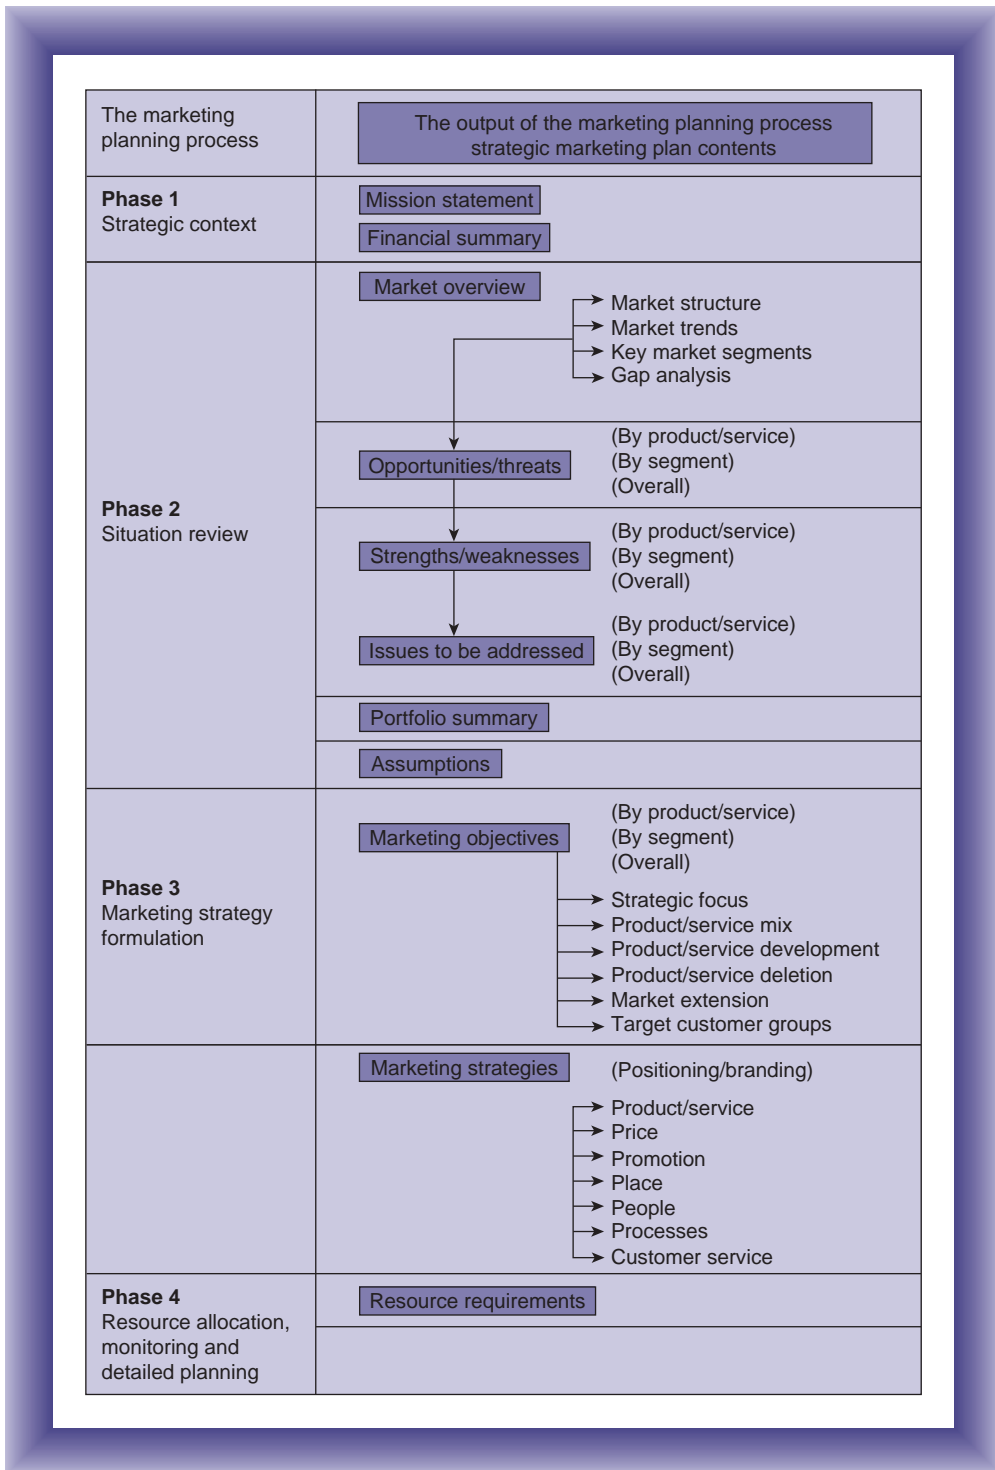 The marketing
planning process
The output of the marketing planning process
strategic marketing plan contents
Phase 1
Strategic context
Mission statement
Financial summary
Phase 2
Situation review
Market overview
Market structure
Market trends
Key market segments
Gap analysis
Opportunities/threats
(By product/service)
(By segment)
(Overall)
Strengths/weaknesses
(By product/service)
(By segment)
(Overall)
Issues to be addressed
(By product/service)
(By segment)
(Overall)
Portfolio summary
Assumptions
Phase 3
Marketing strategy
formulation
Marketing objectives
(By product/service)
(By segment)
(Overall)
Strategic focus
Product/service mix
Product/service development
Product/service deletion
Market extension
Target customer groups
Marketing strategies
(Positioning/branding)
Product/service
Price
Promotion
Place
People
Processes
Customer service
Phase 4
Resource allocation,
monitoring and
detailed planning
Resource requirements